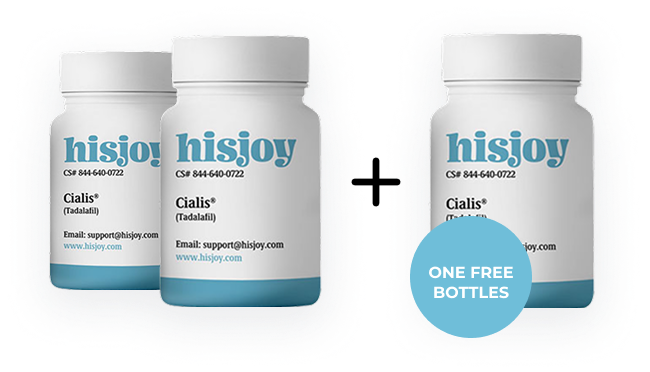 hisjoy
CS# 844-640-0722
Cialis®
(Tadalafil)
Email: support@hisjoy.com
www.hisjoy.com
hisjoy
CS# 844-640-0722
Cialis®
(Tadalafil)
Email: support@hisjoy.com
www.hisjoy.com
+
hisjoy
CS# 844-640-0722
Cialis®
(Tadalafil)
ONE FREE
BOTTLES